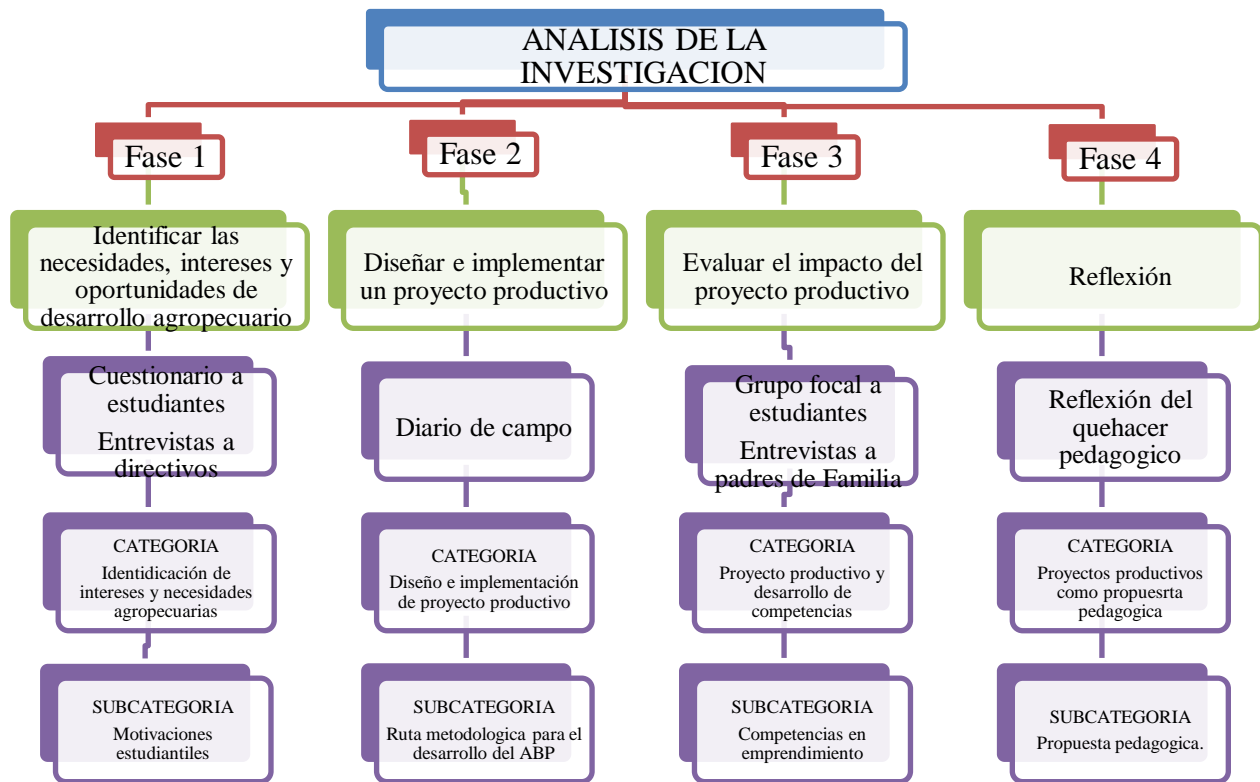 ANALISIS DE LA
INVESTIGACION
Fase 1
Fase 2
Fase 3
Fase 4
Identificar las
necesidades, intereses y
oportunidades de
desarrollo agropecuario
Diseñar e implementar
un proyecto productivo
Evaluar el impacto del
proyecto productivo
Reflexión
Cuestionario a
estudiantes
Entrevistas a
directivos
Diario de campo
Grupo focal a
estudiantes
Entrevistas a
padres de Familia
Reflexión del
quehacer
pedagogico
CATEGORIA
Identidicación de
intereses y necesidades
agropecuarias
CATEGORIA
Diseño e implementación
de proyecto productivo
CATEGORIA
Proyecto productivo y
desarrollo de
competencias
CATEGORIA
Proyectos productivos
como propuesrta
pedagogica
SUBCATEGORIA
Motivaciones
estudiantiles
SUBCATEGORIA
Ruta metodologica para el
desarrollo del ABP
SUBCATEGORIA
Competencias en
emprendimiento
SUBCATEGORIA
Propuesta pedagogica.